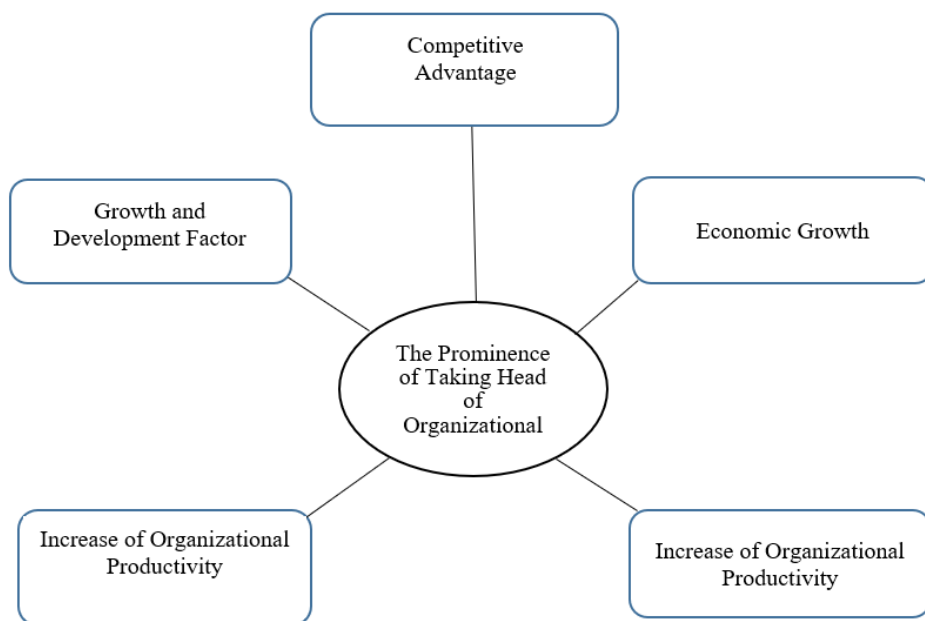 Competitive
Advantage
Growth and
Development Factor
Economic Growth
The Prominence
of Taking Head
of
Organizational
Increase of Organizational
Productivity
Increase of Organizational
Productivity